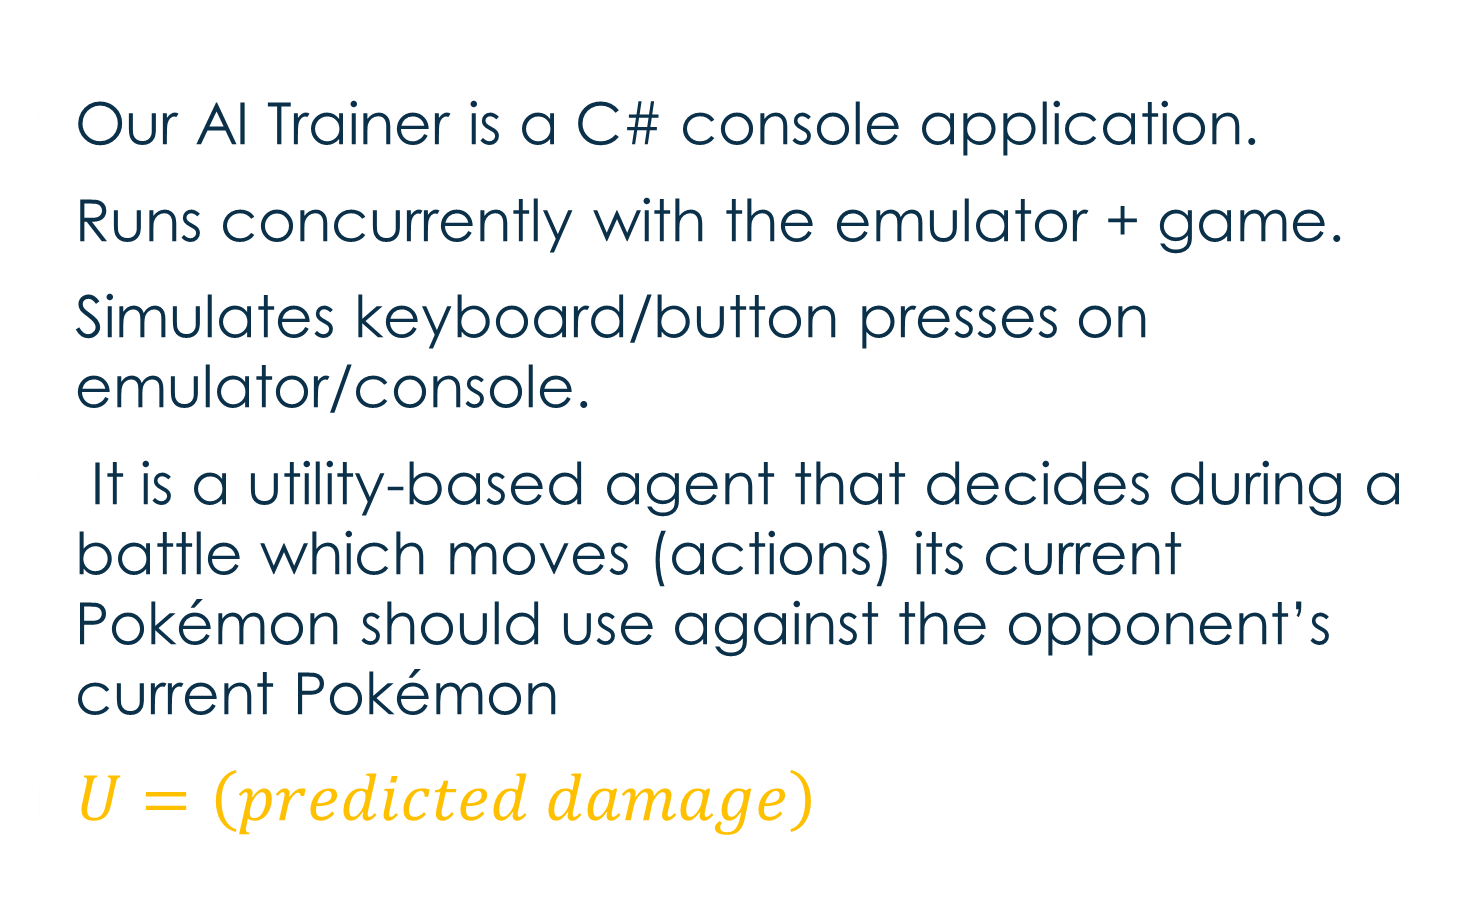 Our AI Trainer is a C# console application.
Runs concurrently with the emulator + game.
Simulates keyboard/button presses on
emulator/console.
It is a utility-based agent that decides during a
battle which moves (actions) its current
Pokémon should use against the opponent’s
current Pokémon
U = (predicted damage)